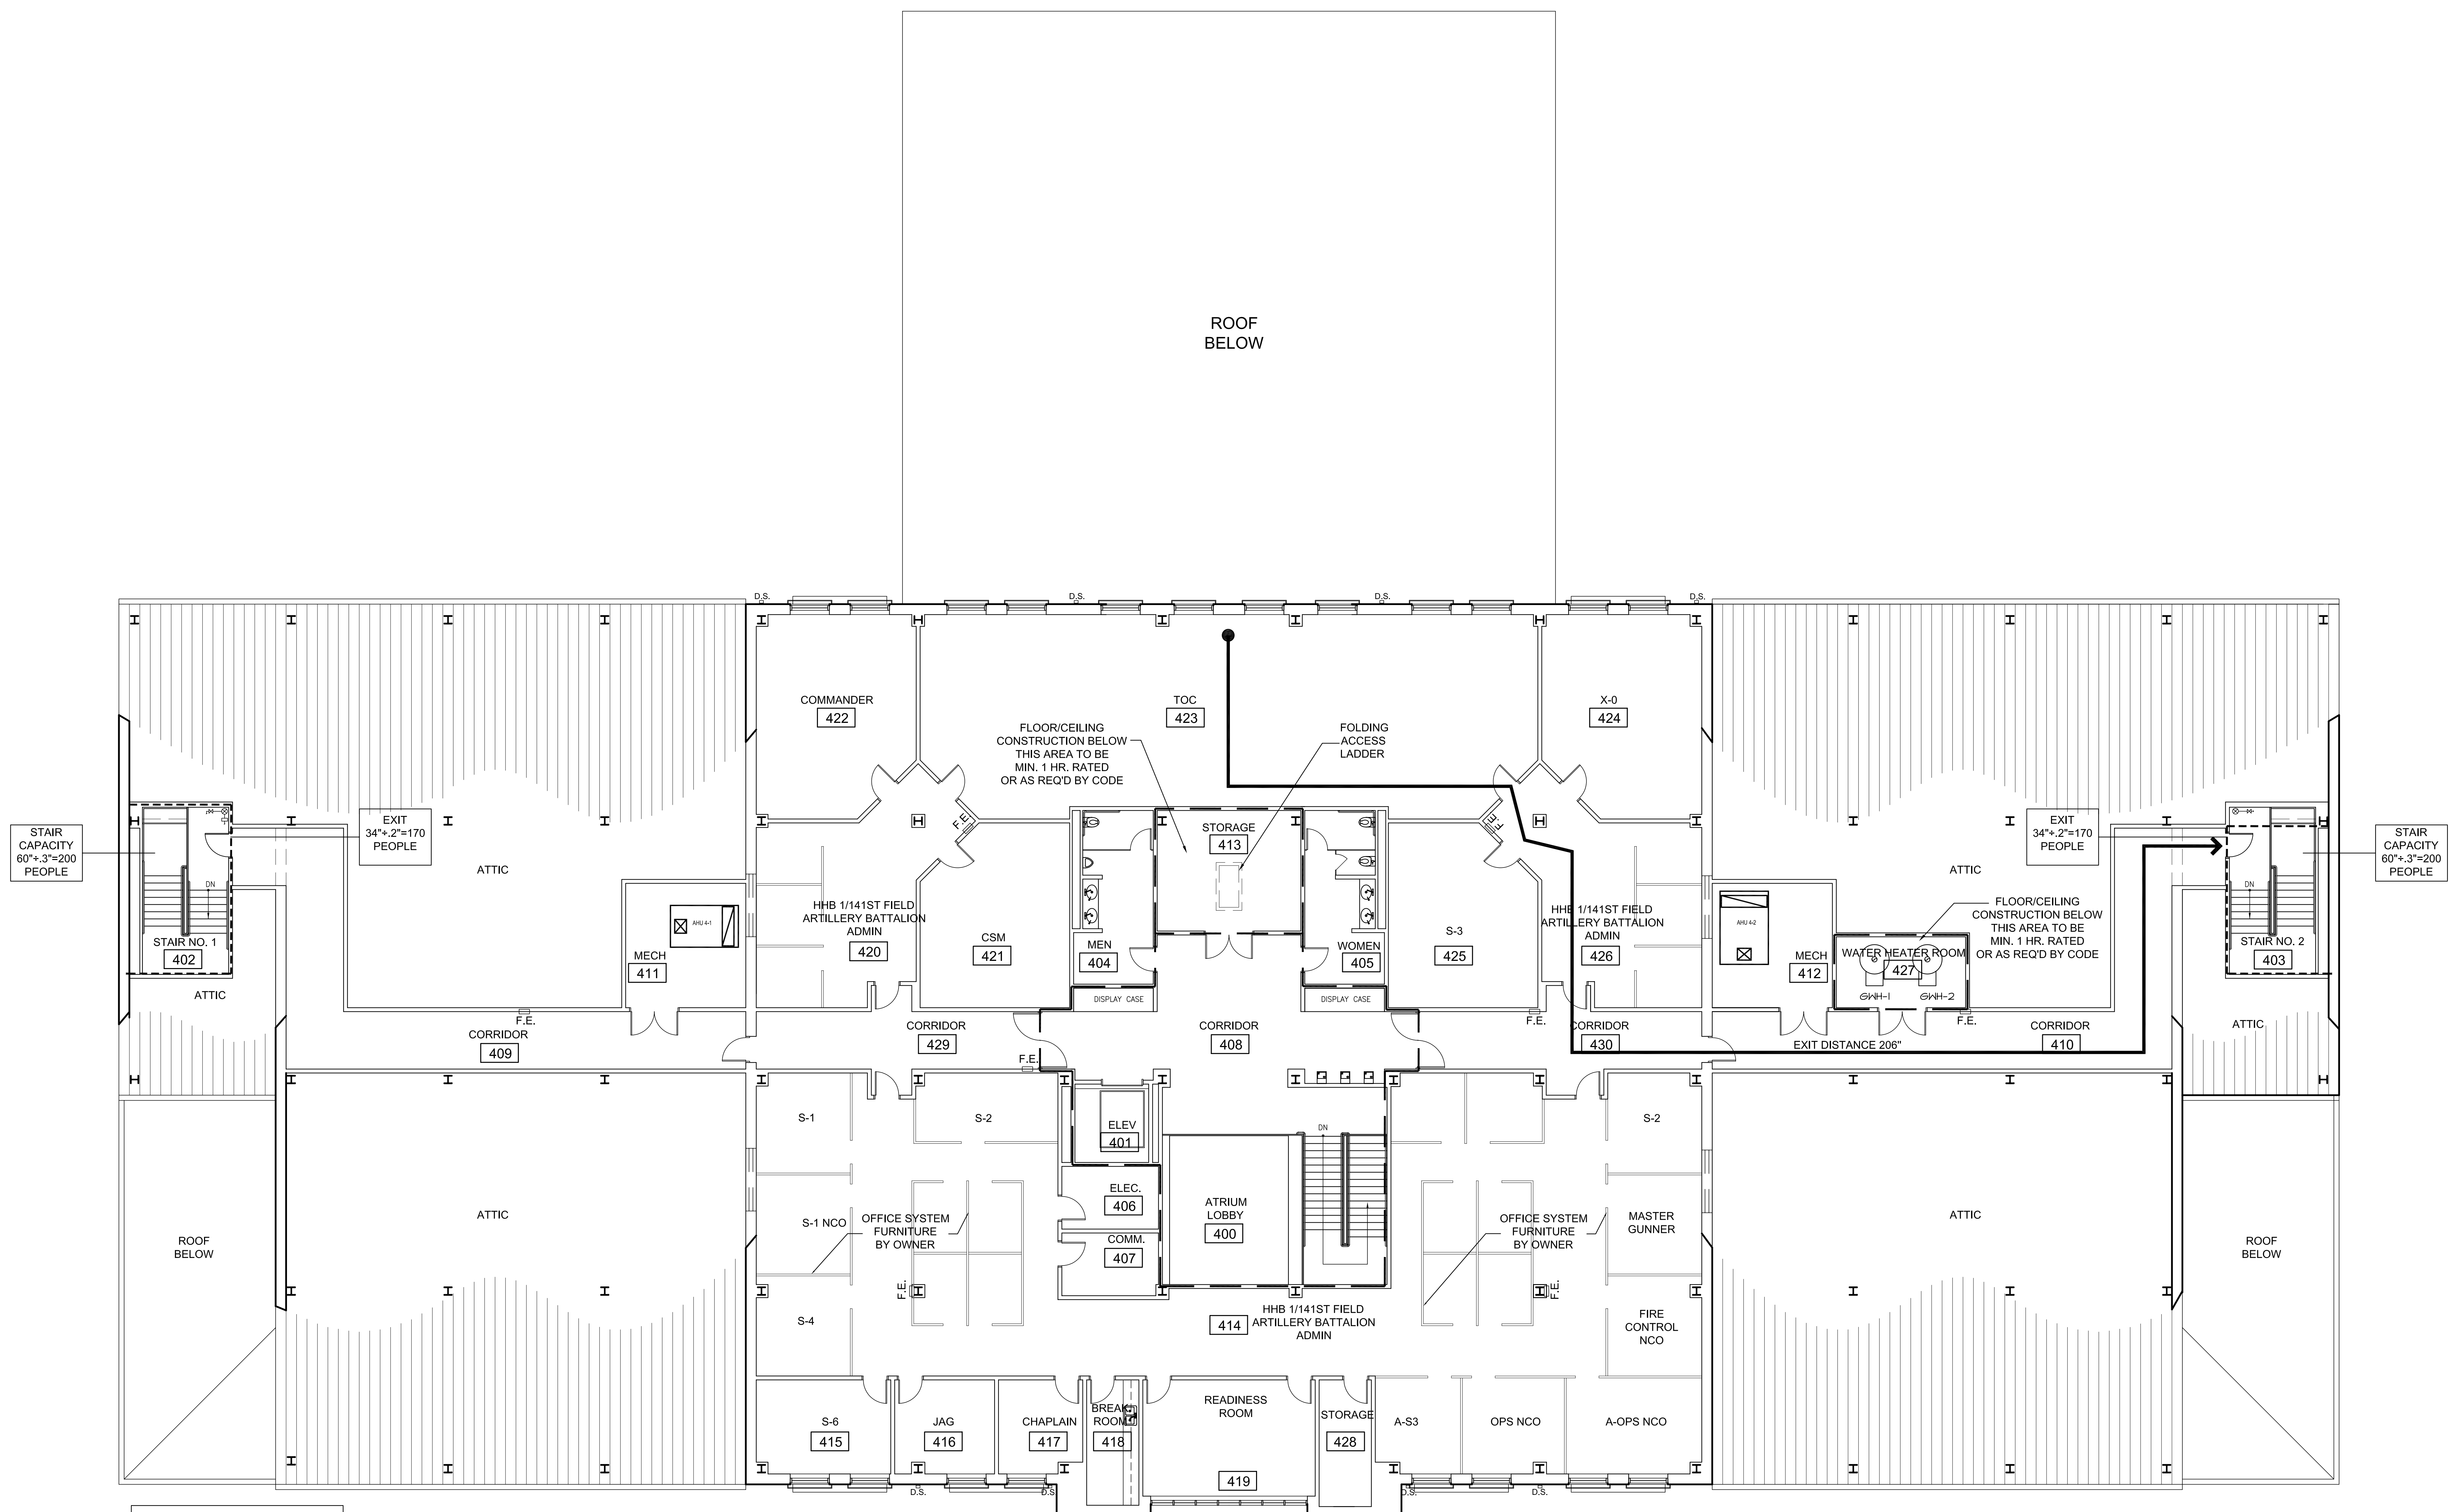 ROOF
BELOW
D.S.
D.S.
D.S.
D.S.
COMMANDER
422
TOC
423
X-0
424
FLOOR/CEILING
CONSTRUCTION BELOW
THIS AREA TO BE
MIN. 1 HR. RATED
OR AS REQ'D BY CODE
FOLDING
ACCESS
LADDER
STAIR
CAPACITY
60"÷.3"=200
PEOPLE
EXIT
34"÷.2"=170
PEOPLE
DN
STAIR NO. 1
402
ATTIC
ATTIC
MECH
411
AHU 4-1
F.E.
HHB 1/141ST FIELD
ARTILLERY BATTALION
ADMIN
420
CSM
421
MEN
404
STORAGE
413
WOMEN
405
F.E.
S-3
425
HHB 1/141ST FIELD
ARTILLERY BATTALION
ADMIN
426
AHU 4-2
MECH
412
WATER HEATER ROOM
427
GWH-1
GWH-2
FLOOR/CEILING
CONSTRUCTION BELOW
THIS AREA TO BE
MIN. 1 HR. RATED
OR AS REQ'D BY CODE
ATTIC
EXIT
34"÷.2"=170
PEOPLE
STAIR
CAPACITY
60"÷.3"=200
PEOPLE
DN
STAIR NO. 2
403
ATTIC
DISPLAY CASE
DISPLAY CASE
F.E.
CORRIDOR
409
CORRIDOR
429
F.E.
CORRIDOR
408
F.E.
CORRIDOR
430
EXIT DISTANCE 206"
F.E.
CORRIDOR
410
S-1
S-2
ELEV
401
DN
S-2
ELEC.
406
ATRIUM
LOBBY
400
ATTIC
S-1 NCO
OFFICE SYSTEM
FURNITURE
BY OWNER
COMM.
407
OFFICE SYSTEM
FURNITURE
BY OWNER
MASTER
GUNNER
ATTIC
ROOF
BELOW
ROOF
BELOW
F.E.
F.E.
S-4
414
HHB 1/141ST FIELD
ARTILLERY BATTALION
ADMIN
FIRE
CONTROL
NCO
S-6
415
JAG
416
CHAPLAIN
417
BREAK
ROOM
418
READINESS
ROOM
419
STORAGE
428
A-S3
OPS NCO
A-OPS NCO
D.S.
D.S.
D.S.
D.S.